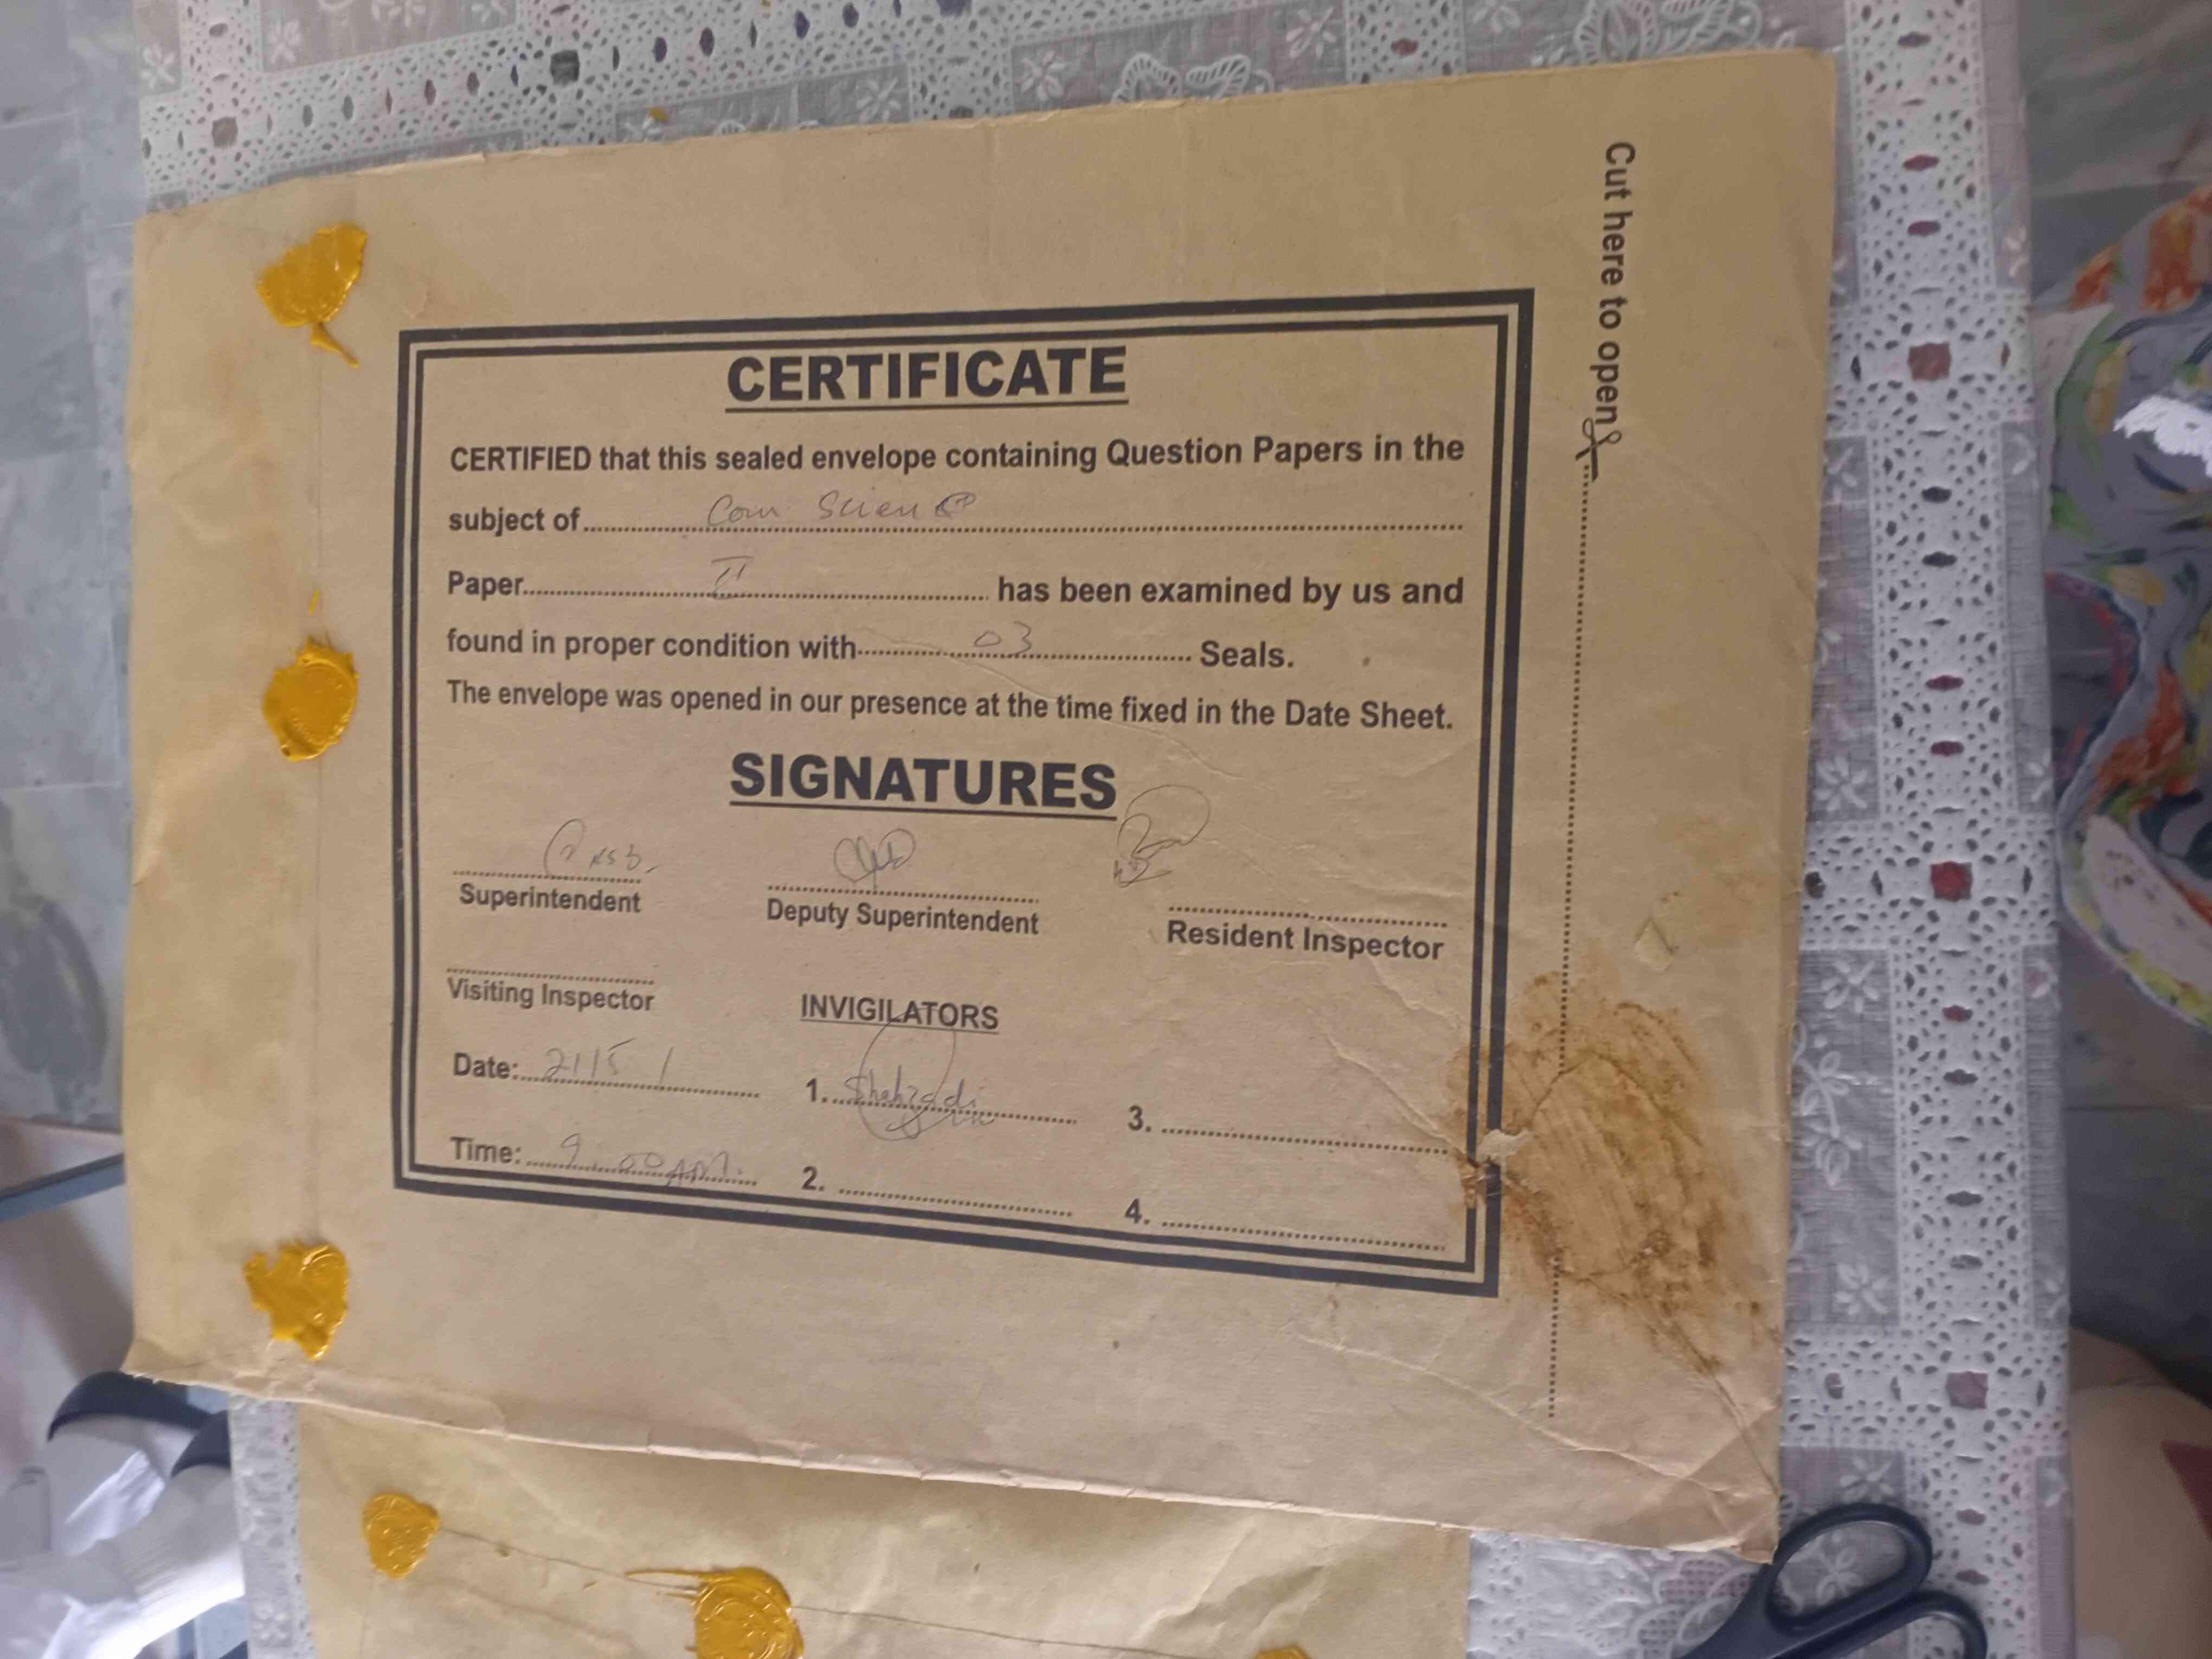 Cut here to open
CERTIFICATE
CERTIFIED that this sealed envelope containing Question Papers in the
subject of Com Science
Paper II has been examined by us and
found in proper condition with 03 Seals.
The envelope was opened in our presence at the time fixed in the Date Sheet.
SIGNATURES
Superintendent
Deputy Superintendent
Resident Inspector
Visiting Inspector
INVIGILATORS
Date: 21/5/
1. Shehzadi
3.
Time: 9:00 AM.
2.
4.